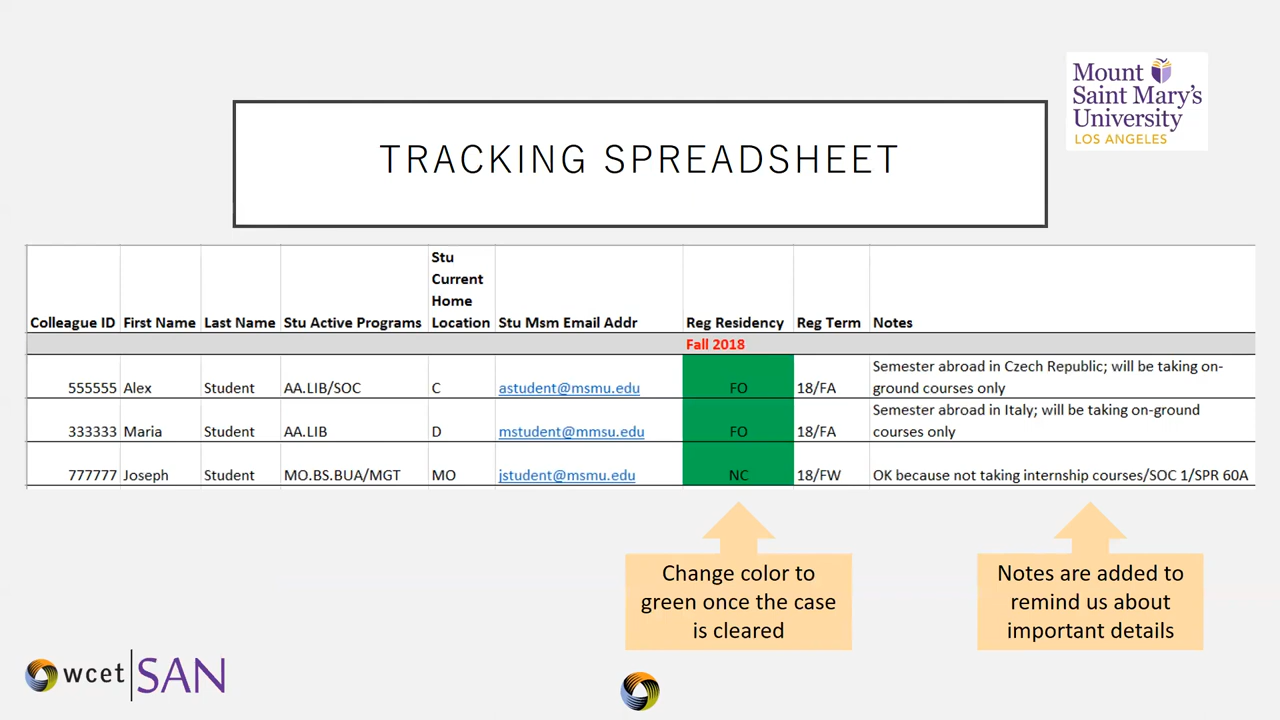 Mount
Saint Mary's
University
LOS ANGELES
TRACKING SPREADSHEET
Colleague ID First Name Last Name Stu Active Programs Stu Current Home Location Stu Msm Email Addr Reg Residency Reg Term Notes
Fall 2018
555555 Alex Student AA.LIB/SOC C astudent@msmu.edu FO 18/FA Semester abroad in Czech Republic; will be taking on-
ground courses only
333333 Maria Student AA.LIB D mstudent@mmsu.edu FO 18/FA Semester abroad in Italy; will be taking on-ground
courses only
777777 Joseph Student MO.BS.BUA/MGT MO jstudent@msmu.edu NC 18/FW OK because not taking internship courses/SOC 1/SPR 60A
Change color to
green once the case
is cleared
Notes are added to
remind us about
important details
wcet SAN